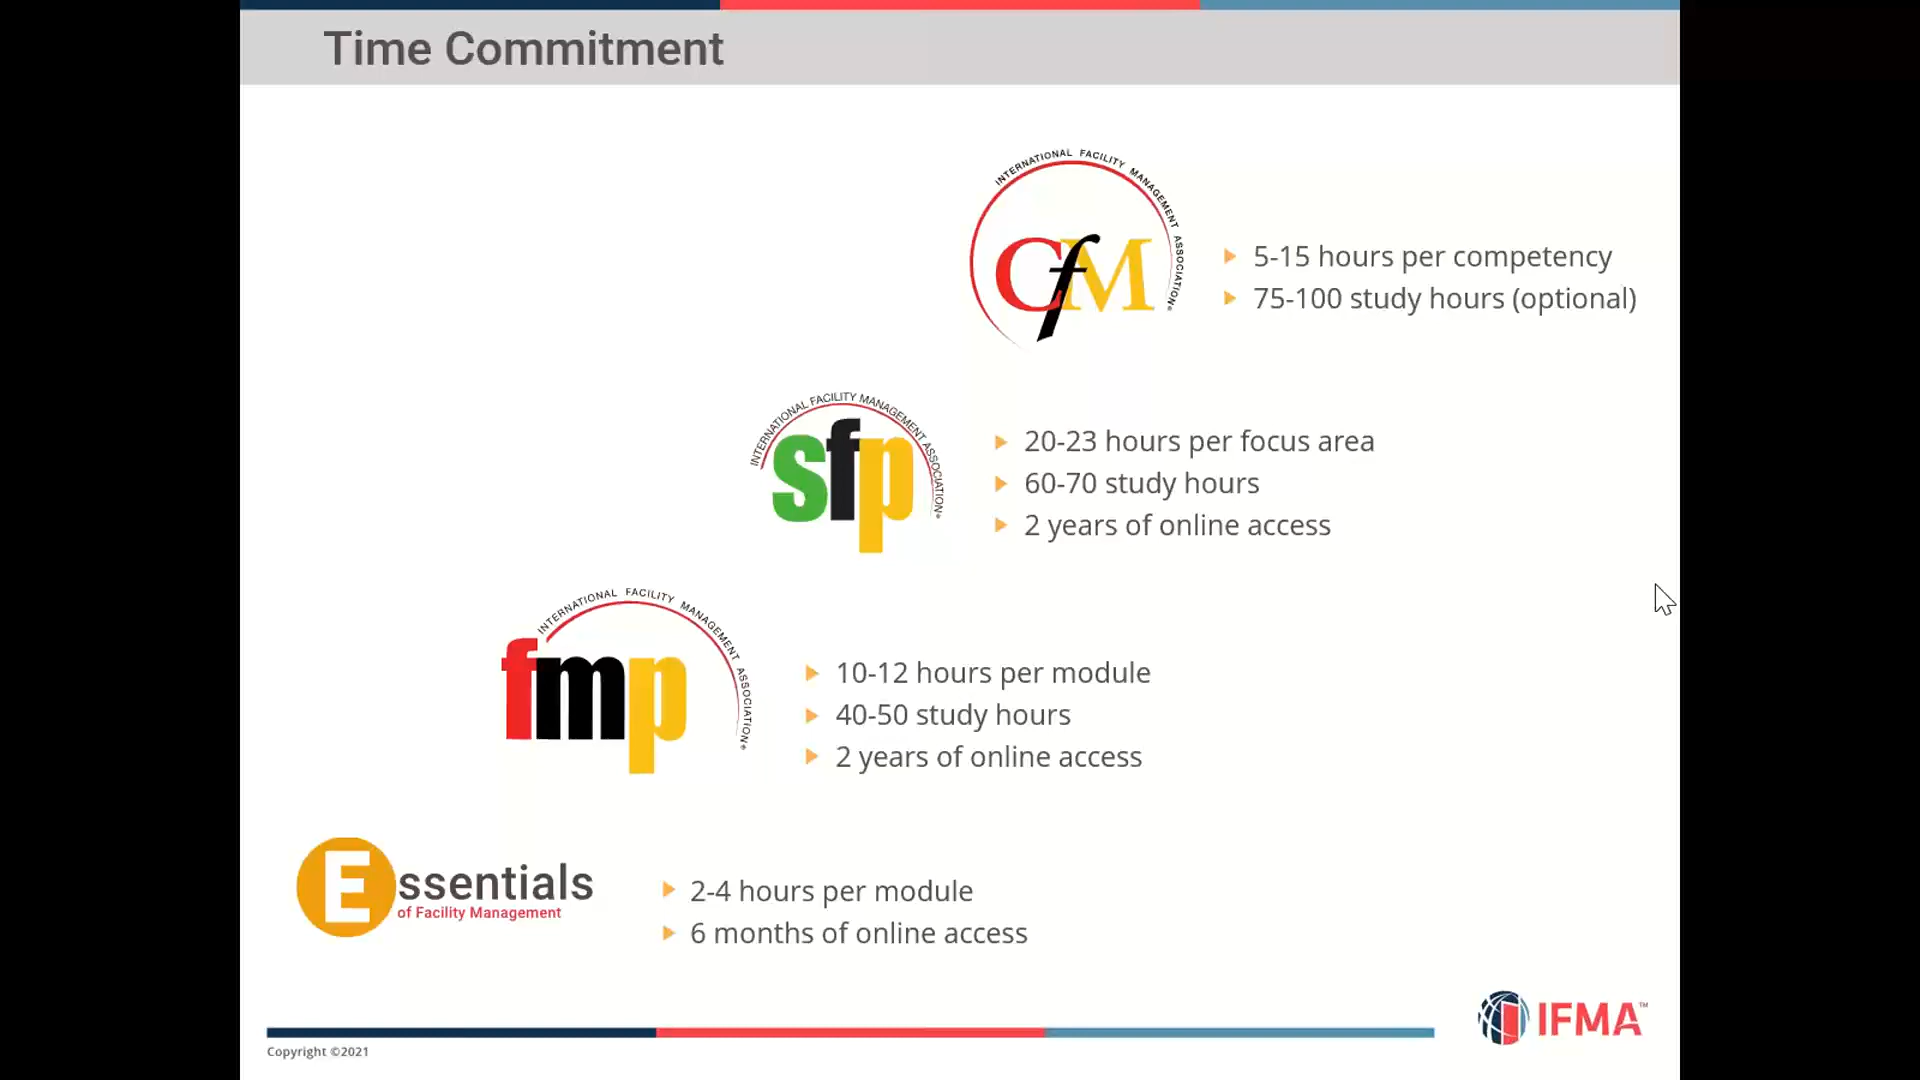 Time Commitment
INTERNATIONAL FACILITY MANAGEMENT ASSOCIATION®
CfM
5-15 hours per competency
75-100 study hours (optional)
INTERNATIONAL FACILITY MANAGEMENT ASSOCIATION®
sfp
20-23 hours per focus area
60-70 study hours
2 years of online access
INTERNATIONAL FACILITY MANAGEMENT ASSOCIATION®
fmp
10-12 hours per module
40-50 study hours
2 years of online access
Essentials
of Facility Management
2-4 hours per module
6 months of online access
IFMA™
Copyright ©2021